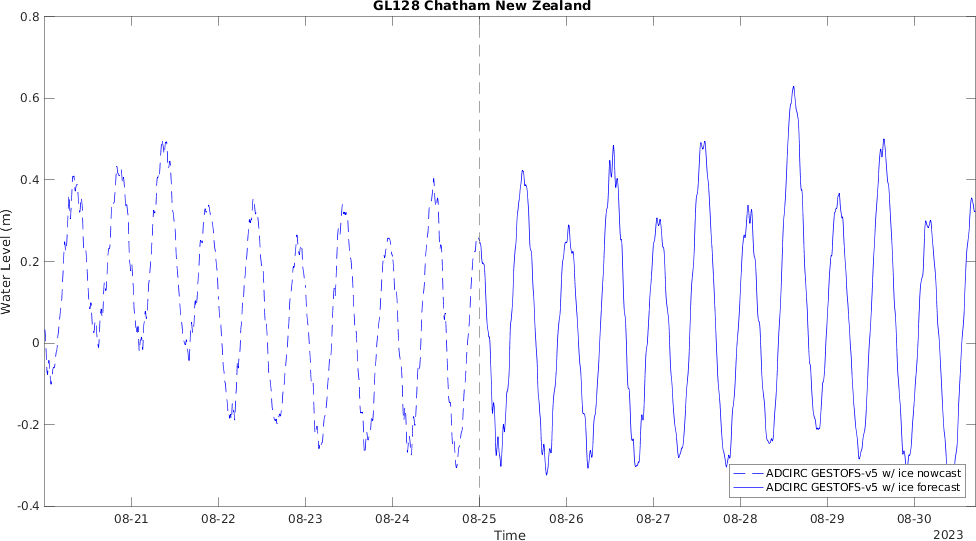 GL128 Chatham New Zealand
Water Level (m)
0.8
0.6
0.4
0.2
0
-0.2
-0.4
ADCIRC GESTOFS-v5 w/ ice nowcast
ADCIRC GESTOFS-v5 w/ ice forecast
08-21 08-22 08-23 08-24 08-25 08-26 08-27 08-28 08-29 08-30
Time
2023